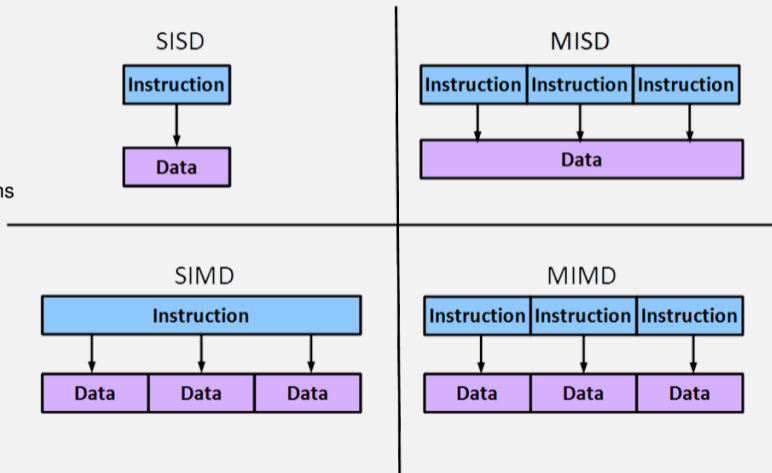 SISD
Instruction
Data
MISD
Instruction Instruction Instruction
Data
SIMD
Instruction
Data Data Data
MIMD
Instruction Instruction Instruction
Data Data Data